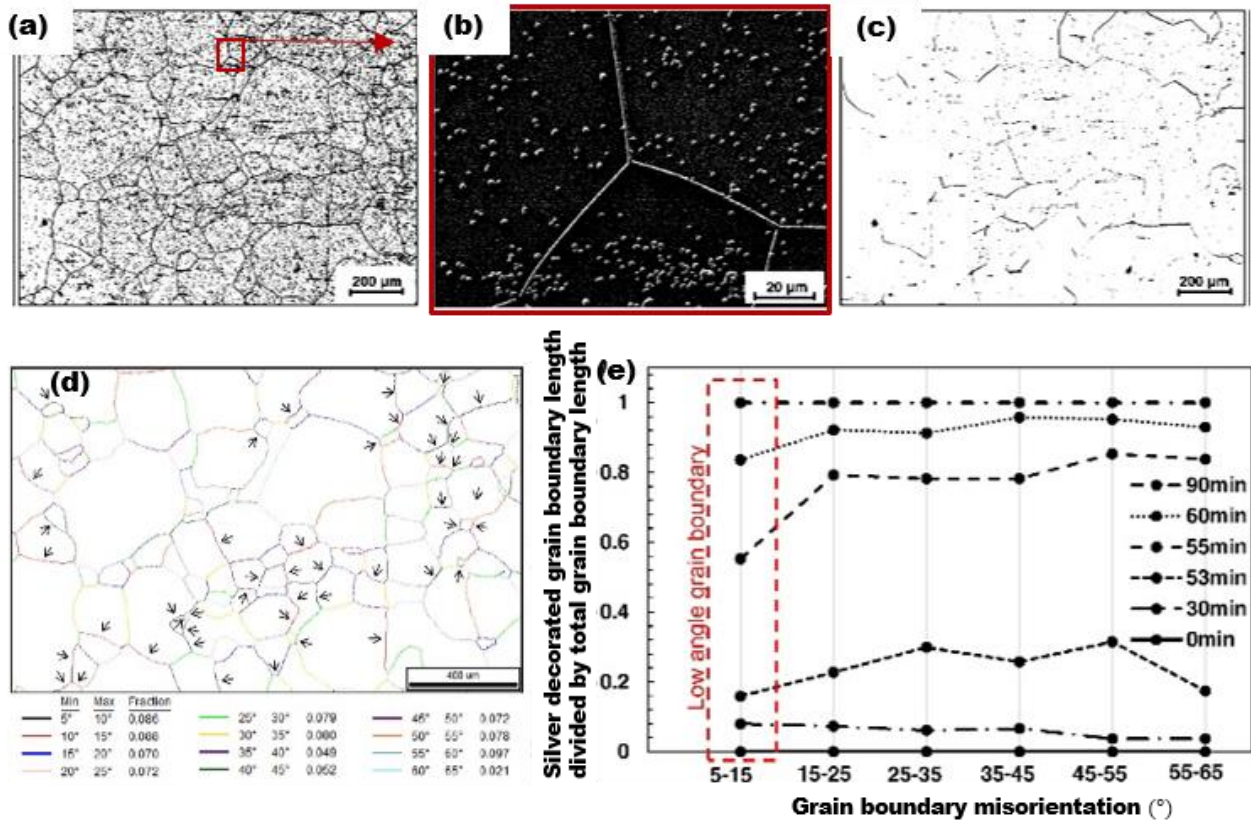 (a)
(b)
(c)
200 µm
20 µm
200 µm
(d)
400 um
Min Max Fraction
5° 10° 0.086
10° 15° 0.086
15° 20° 0.070
20° 25° 0.072
25° 30° 0.079
30° 35° 0.080
35° 40° 0.049
40° 45° 0.052
45° 50° 0.072
50° 55° 0.078
55° 60° 0.097
60° 65° 0.021
(e)
Silver decorated grain boundary length
divided by total grain boundary length
1
0.8
0.6
0.4
0.2
0
Low angle grain boundary
90min
60min
55min
53min
30min
0min
5-15
15-25
25-35
35-45
45-55
55-65
Grain boundary misorientation (°)